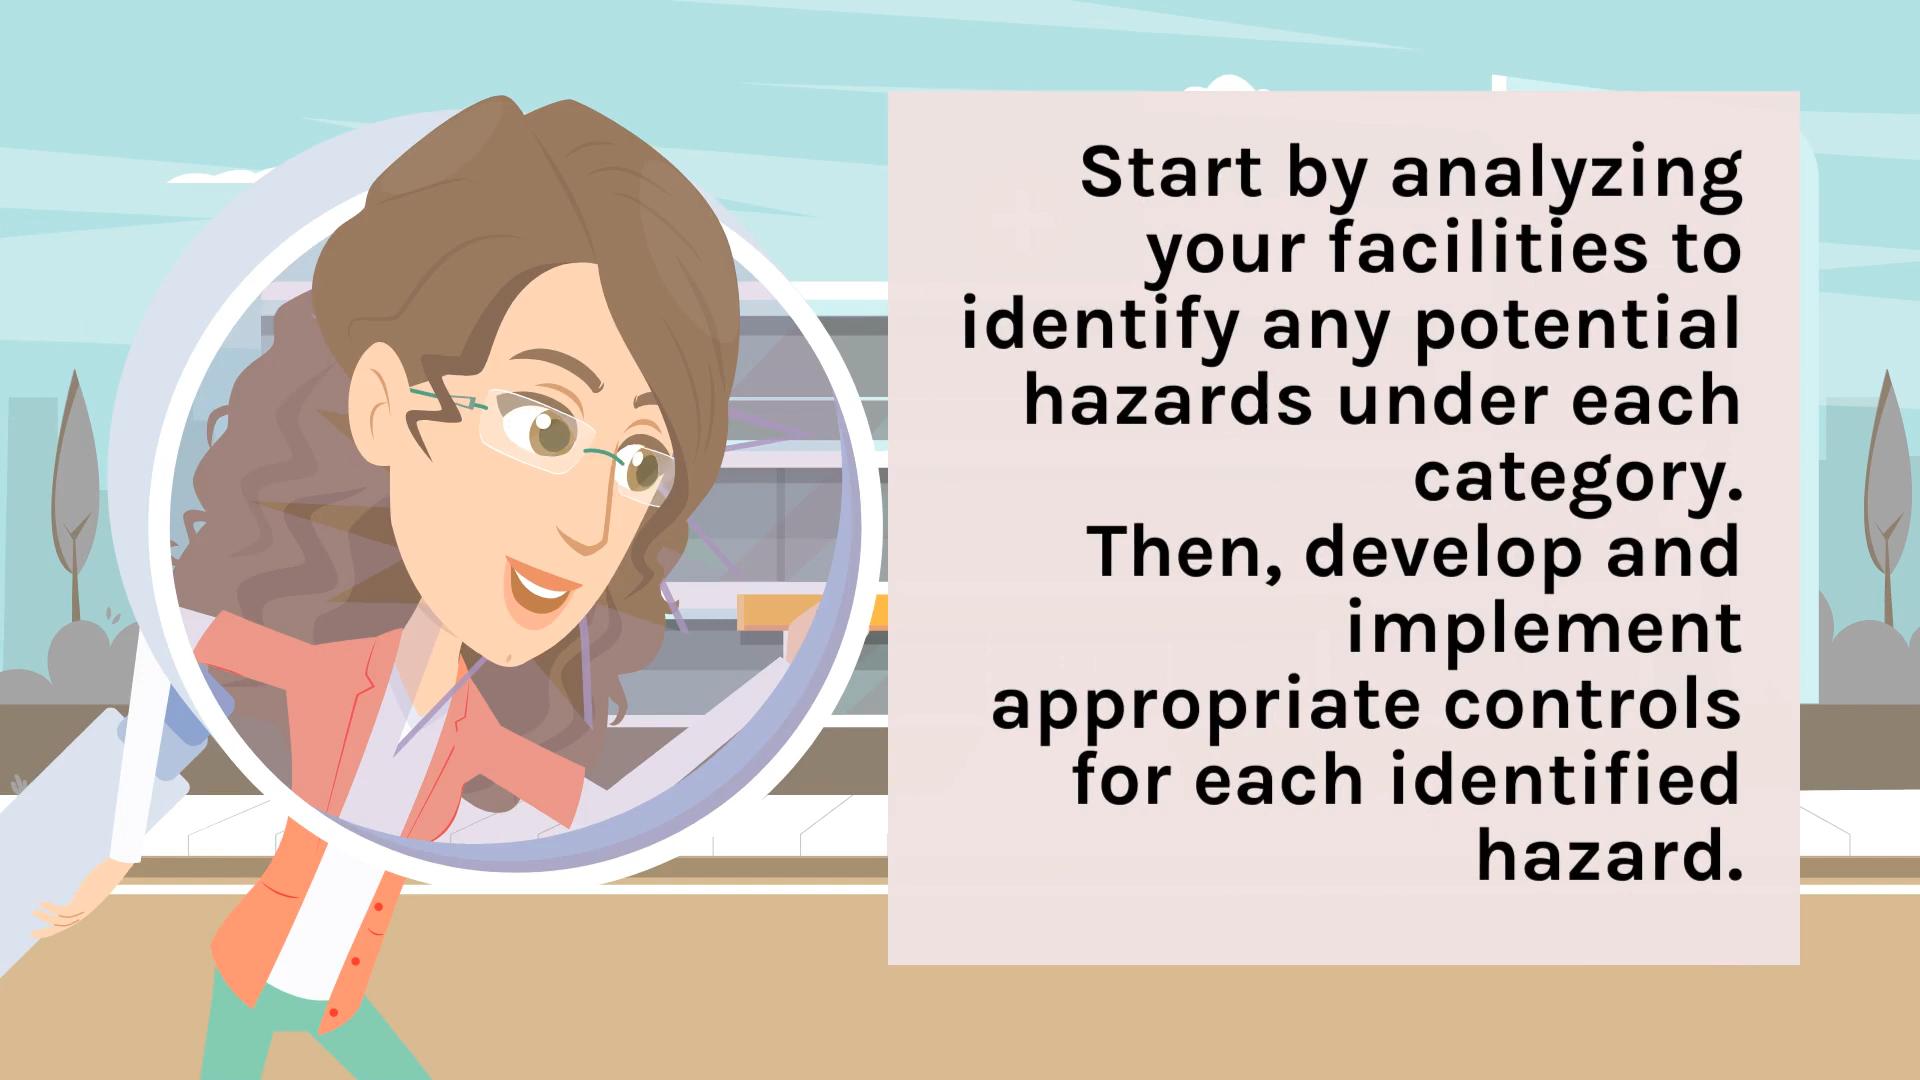 Start by analyzing
your facilities to
identify any potential
hazards under each
category.
Then, develop and
implement
appropriate controls
for each identified
hazard.